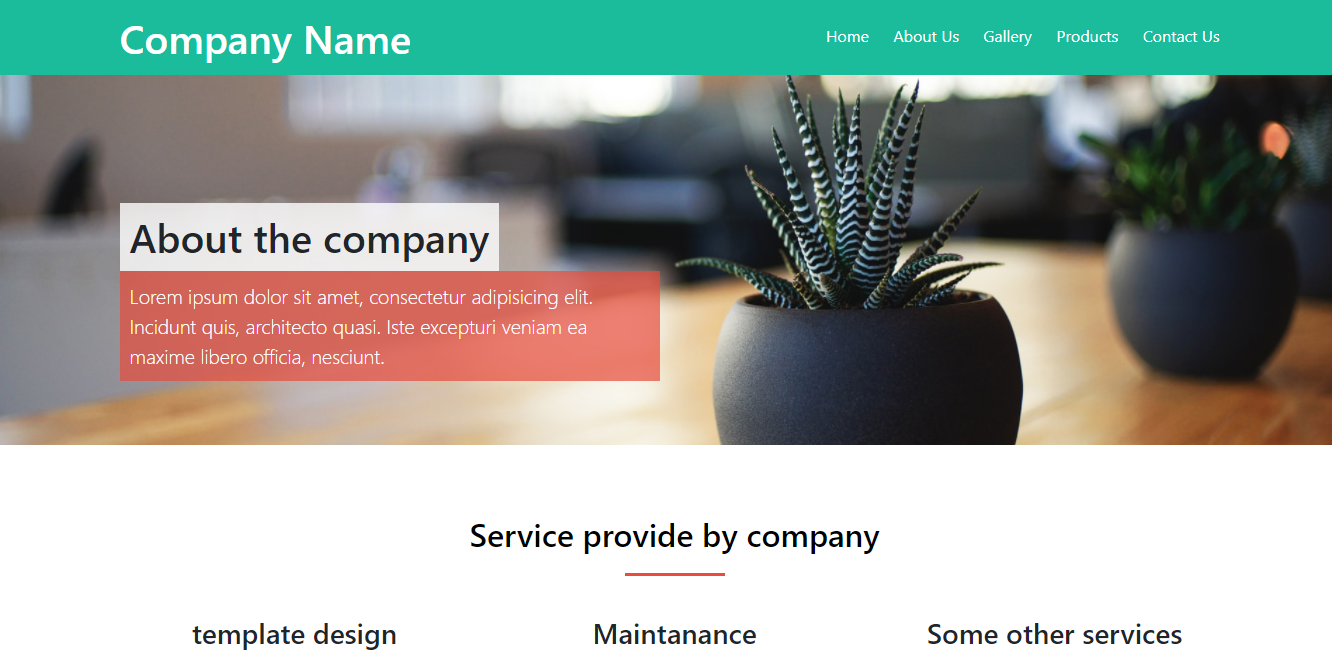 Company Name
Home About Us Gallery Products Contact Us
About the company
Lorem ipsum dolor sit amet, consectetur adipisicing elit.
Incidunt quis, architecto quasi. Iste excepturi veniam ea
maxime libero officia, nesciunt.
Service provide by company
template design Maintanance Some other services